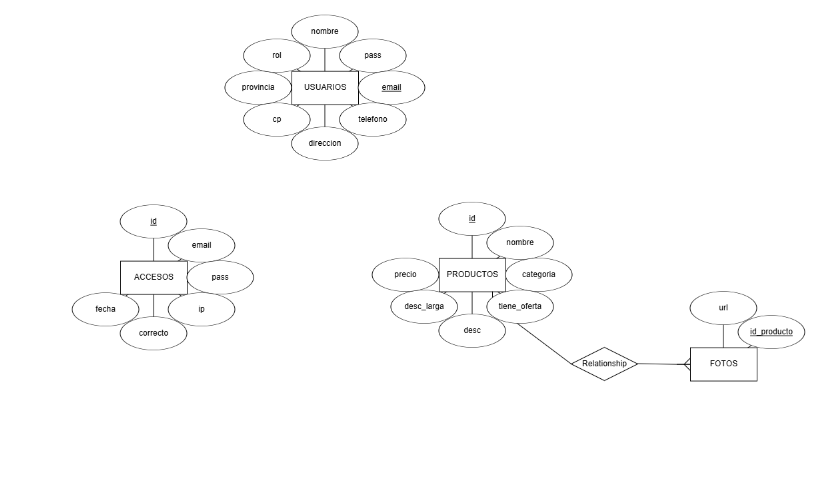 nombre
rol
pass
provincia
USUARIOS
email
cp
telefono
direccion
id
email
ACCESOS
pass
fecha
ip
correcto
id
nombre
precio
PRODUCTOS
categoria
desc_larga
tiene_oferta
desc
url
id_producto
Relationship
FOTOS